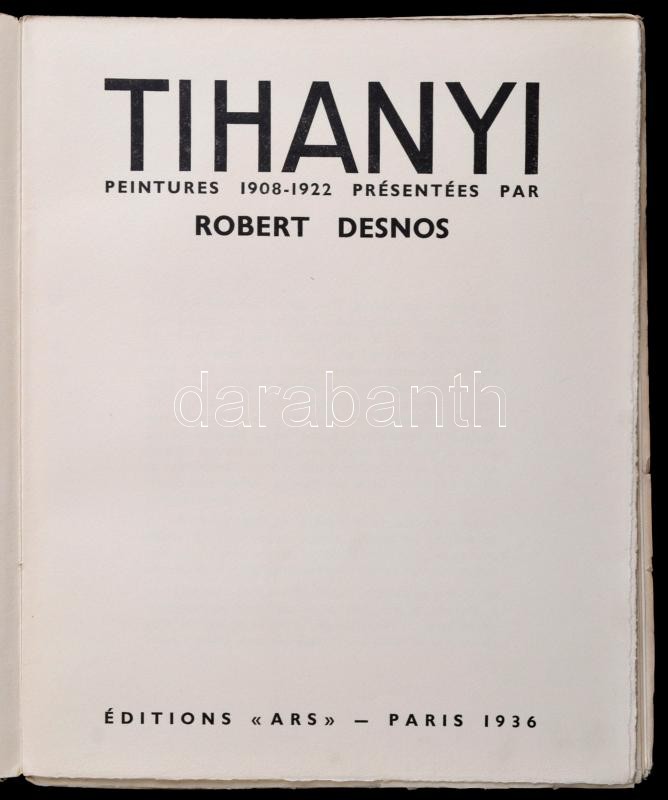 TIHANYI
PEINTURES 1908-1922 PRÉSENTÉES PAR
ROBERT DESNOS
darabanth
ÉDITIONS «ARS» — PARIS 1936